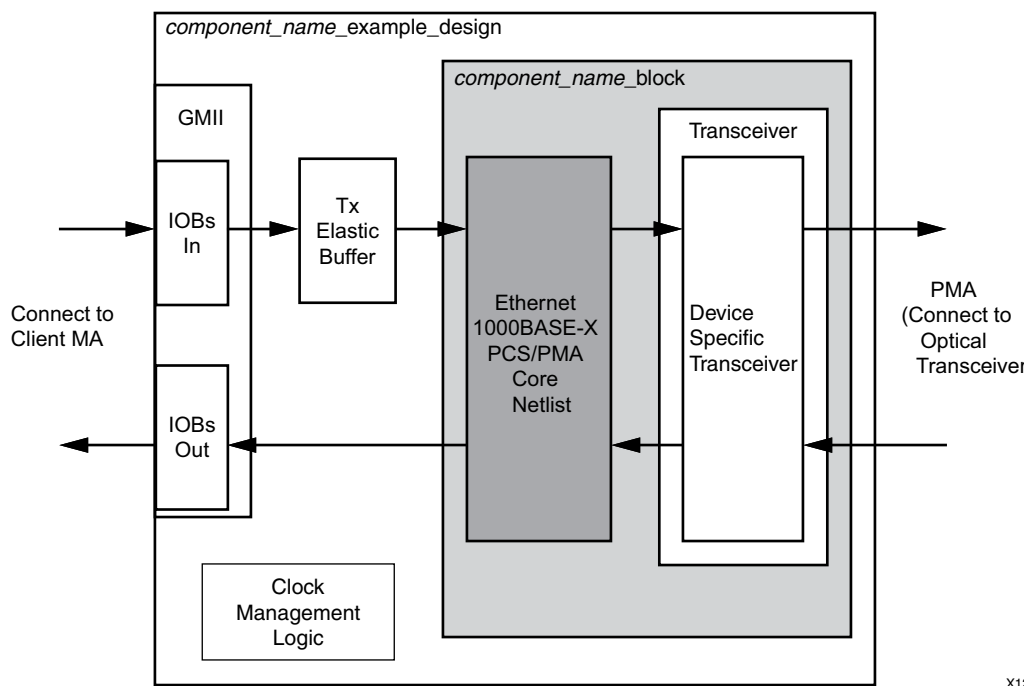 component_name_example_design
component_name_block
GMII
Transceiver
IOBs
In
Tx
Elastic
Buffer
Connect to
Client MA
Ethernet
1000BASE-X
PCS/PMA
Core
Netlist
Device
Specific
Transceiver
PMA
(Connect to
Optical
Transceiver
IOBs
Out
Clock
Management
Logic